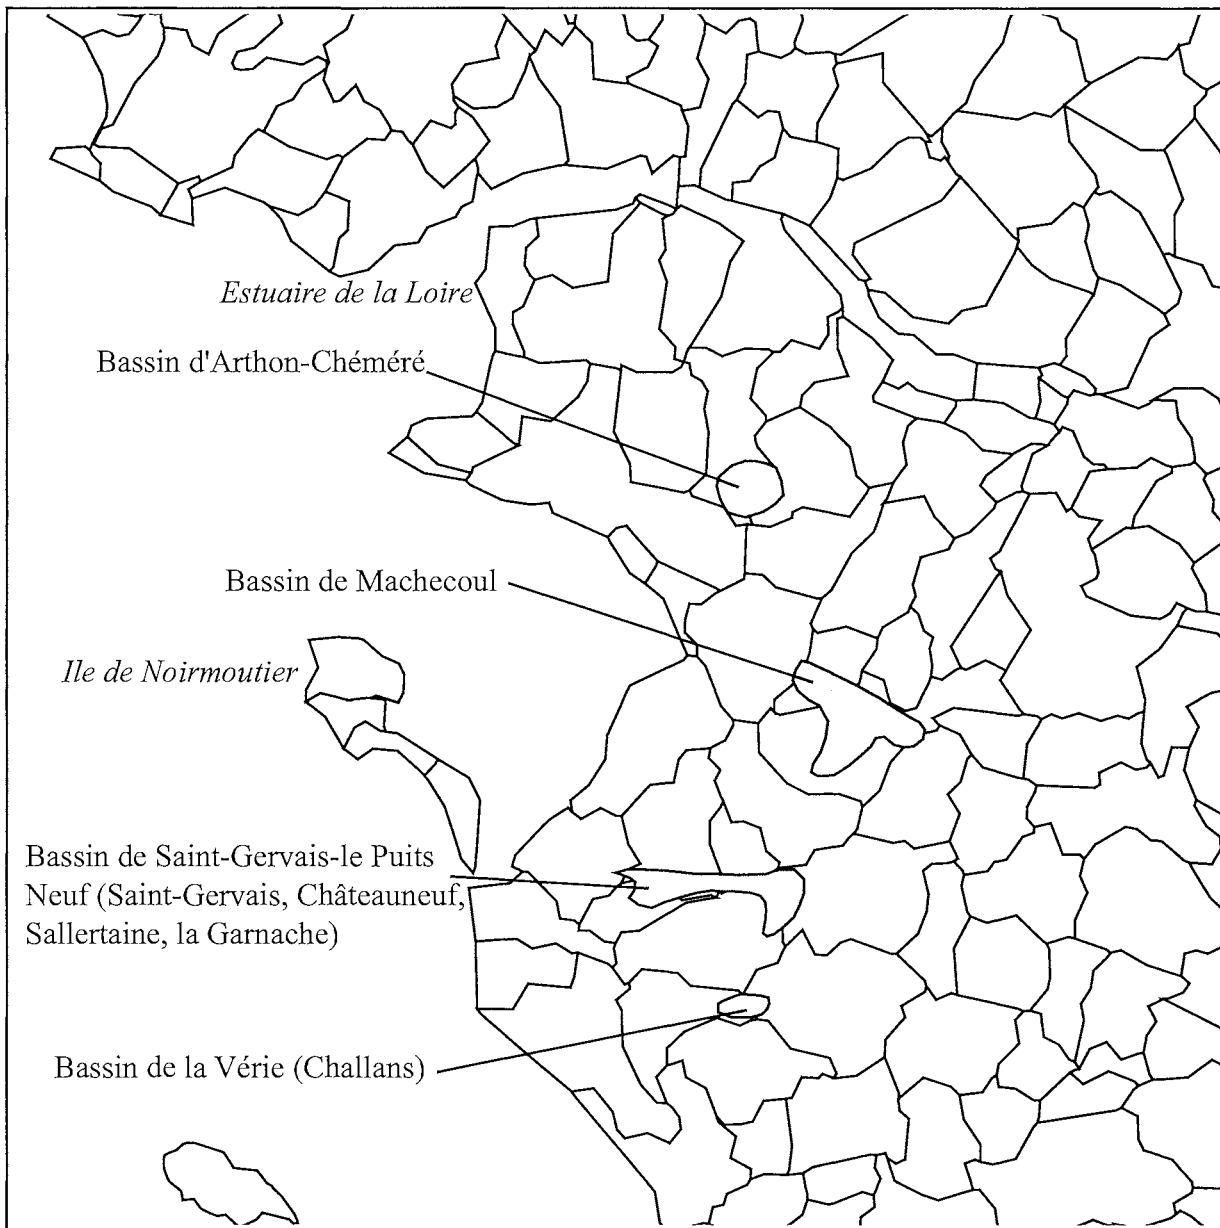 Estuaire de la Loire
Bassin d'Arthon-Chéméré
Bassin de Machecoul
Ile de Noirmoutier
Bassin de Saint-Gervais-le Puits
Neuf (Saint-Gervais, Châteauneuf,
Sallertaine, la Garnache)
Bassin de la Vérie (Challans)